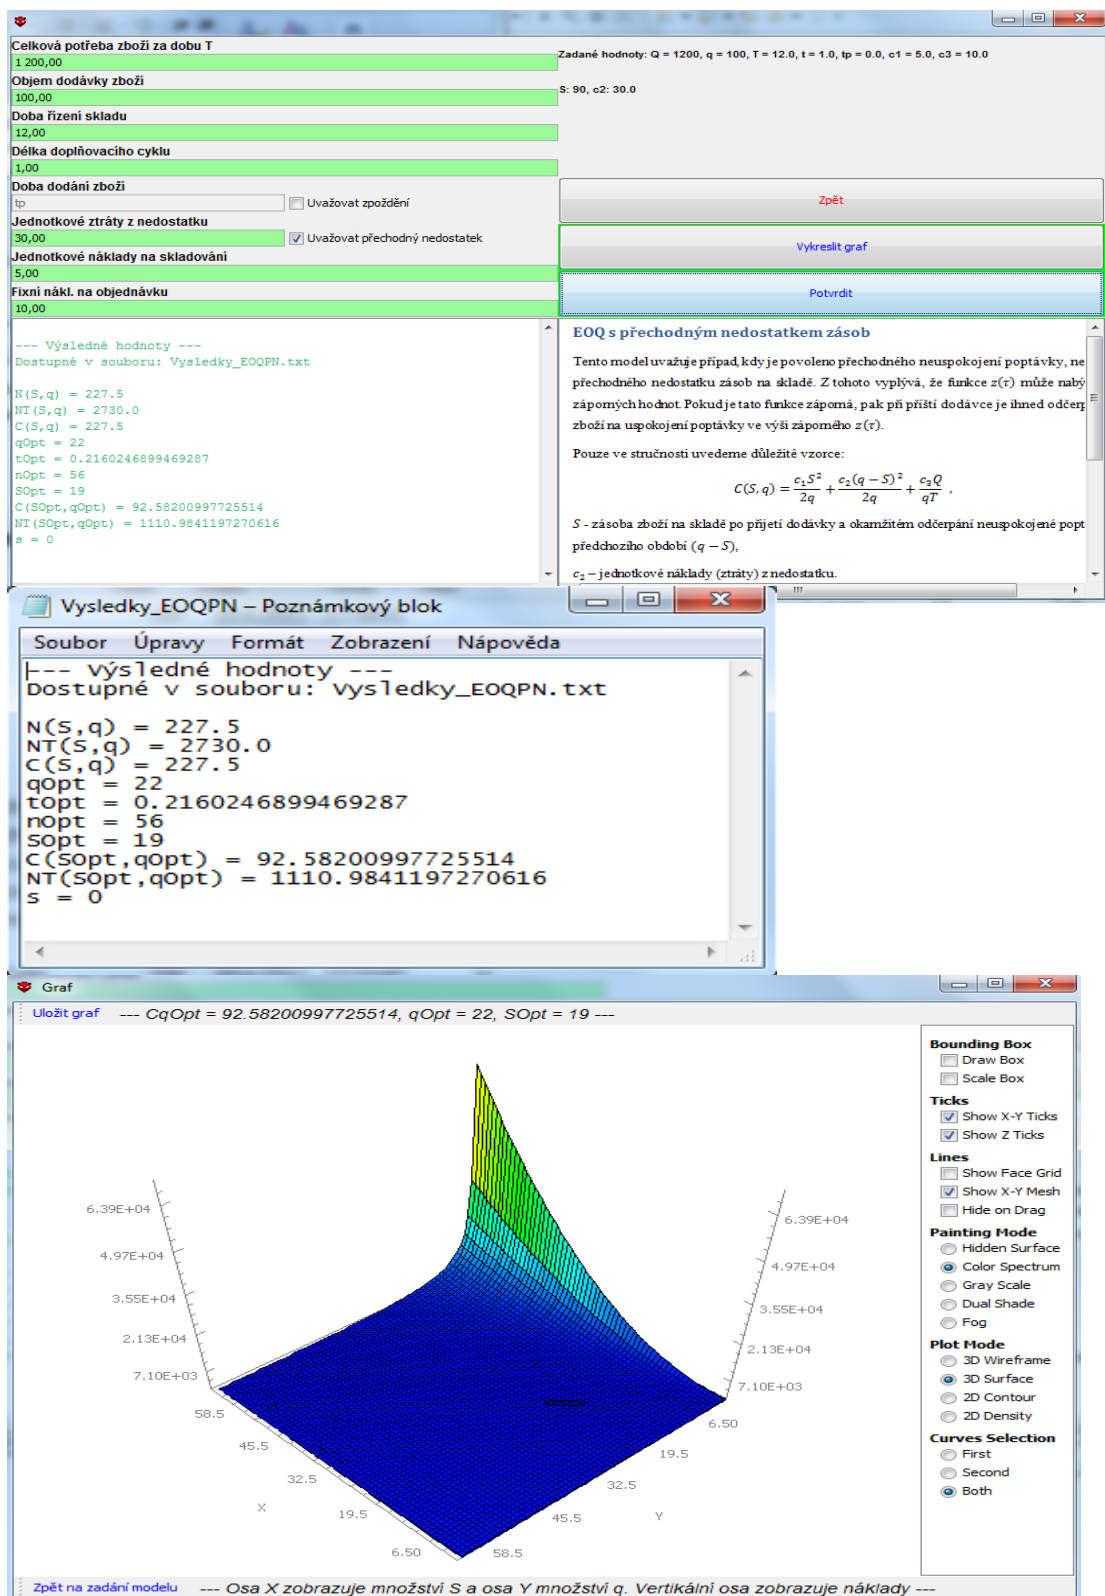 Celková potřeba zboží za dobu T
1 200,00
Objem dodávky zboží
100,00
Doba řízení skladu
12,00
Délka doplňovacího cyklu
1,00
Doba dodání zboží
tp
Uvažovat zpoždění
Jednotkové ztráty z nedostatku
30,00
Uvažovat přechodný nedostatek
Jednotkové náklady na skladování
5,00
Fixní nákl. na objednávku
10,00
Zadané hodnoty: Q = 1200, q = 100, T = 12.0, t = 1.0, tp = 0.0, c1 = 5.0, c3 = 10.0
S: 90, c2: 30.0
Zpět
Vykreslit graf
Potvrdit
--- Výsledné hodnoty ---
Dostupné v souboru: Vysledky_EOQPN.txt
N(S,q) = 227.5
NT(S,q) = 2730.0
C(S,q) = 227.5
qOpt = 22
tOpt = 0.2160246899469287
nOpt = 56
SOpt = 19
C(SOpt,qOpt) = 92.58200997725514
NT(SOpt,qOpt) = 1110.9841197270616
s = 0
EOQ s přechodným nedostatkem zásob
Tento model uvažuje případ, kdy je povoleno přechodného neuspokojení poptávky, ne
přechodného nedostatku zásob na skladě. Z tohoto vyplývá, že funkce z(τ) může nabý
záporných hodnot. Pokud je tato funkce záporná, pak při příští dodávce je ihned odčerp
zboží na uspokojení poptávky ve výši záporného z(τ).
Pouze ve stručnosti uvedeme důležité vzorce:
C(S,q) = c₁S²/2q + c₂(q − S)²/2q + c₃Q/qT ,
S - zásoba zboží na skladě po přijetí dodávky a okamžitém odčerpání neuspokojené popt
předchozího období (q − S),
c₂ – jednotkové náklady (ztráty) z nedostatku.
Vysledky_EOQPN – Poznámkový blok
Soubor Úpravy Formát Zobrazení Nápověda
--- Výsledné hodnoty ---
Dostupné v souboru: Vysledky_EOQPN.txt
N(S,q) = 227.5
NT(S,q) = 2730.0
C(S,q) = 227.5
qOpt = 22
tOpt = 0.2160246899469287
nOpt = 56
SOpt = 19
C(SOpt,qOpt) = 92.58200997725514
NT(SOpt,qOpt) = 1110.9841197270616
s = 0
Graf
Uložit graf --- CqOpt = 92.58200997725514, qOpt = 22, SOpt = 19 ---
6.39E+04
4.97E+04
3.55E+04
2.13E+04
7.10E+03
6.39E+04
4.97E+04
3.55E+04
2.13E+04
7.10E+03
58.5
45.5
32.5
19.5
6.50
X
6.50
19.5
32.5
45.5
58.5
Y
Bounding Box
Draw Box
Scale Box
Ticks
Show X-Y Ticks
Show Z Ticks
Lines
Show Face Grid
Show X-Y Mesh
Hide on Drag
Painting Mode
Hidden Surface
Color Spectrum
Gray Scale
Dual Shade
Fog
Plot Mode
3D Wireframe
3D Surface
2D Contour
2D Density
Curves Selection
First
Second
Both
Zpět na zadání modelu --- Osa X zobrazuje množství S a osa Y množství q. Vertikální osa zobrazuje náklady ---